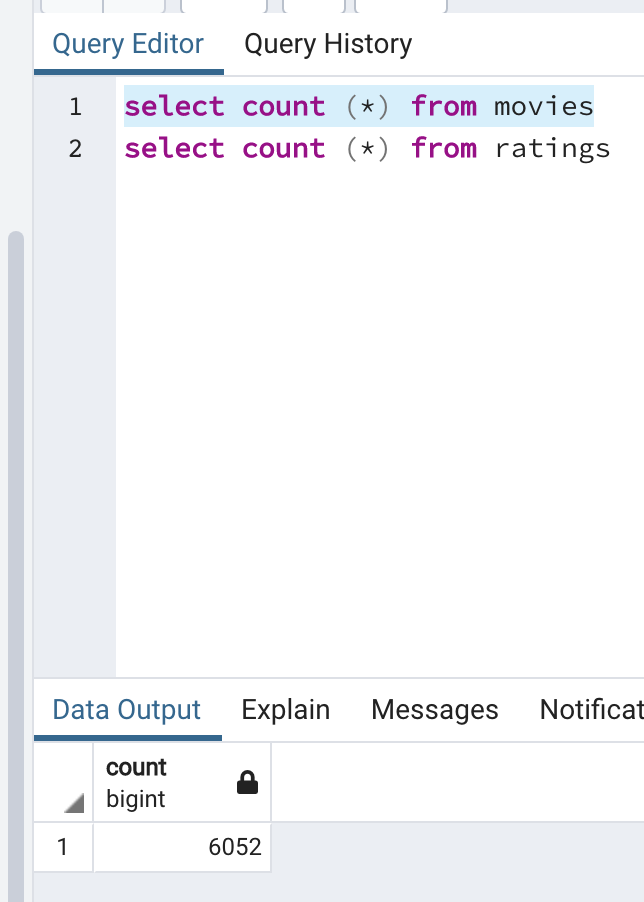 Query Editor Query History
1 select count (*) from movies
2 select count (*) from ratings
Data Output Explain Messages Notificat
count
bigint
1 6052